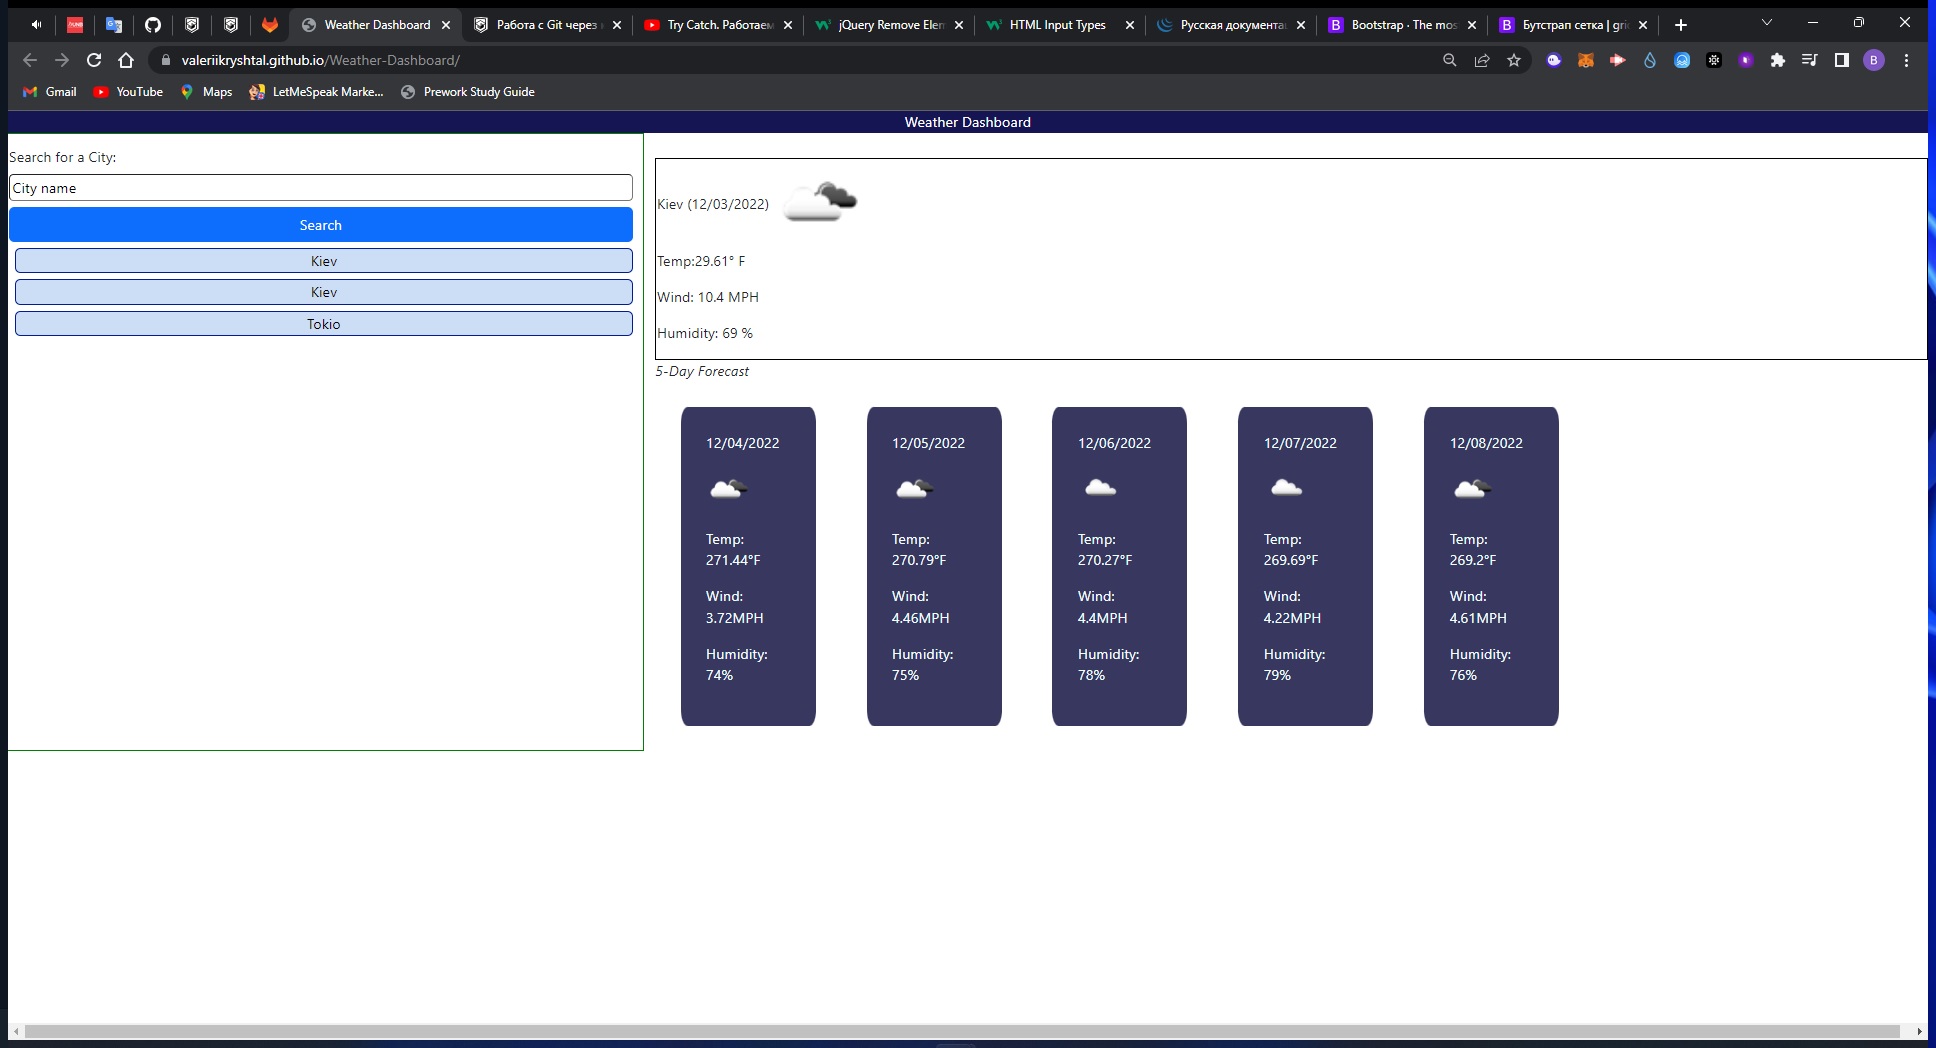 Weather Dashboard
Работа с Git через
Try Catch. Работаем
jQuery Remove Elem
HTML Input Types
Русская документа
Bootstrap · The mos
Бутстрап сетка | gri
valeriikryshtal.github.io/Weather-Dashboard/
B
Gmail
YouTube
Maps
LetMeSpeak Marke...
Prework Study Guide
Weather Dashboard
Search for a City:
City name
Search
Kiev
Kiev
Tokio
Kiev (12/03/2022)
Temp:29.61° F
Wind: 10.4 MPH
Humidity: 69 %
5-Day Forecast
12/04/2022
Temp:
271.44°F
Wind:
3.72MPH
Humidity:
74%
12/05/2022
Temp:
270.79°F
Wind:
4.46MPH
Humidity:
75%
12/06/2022
Temp:
270.27°F
Wind:
4.4MPH
Humidity:
78%
12/07/2022
Temp:
269.69°F
Wind:
4.22MPH
Humidity:
79%
12/08/2022
Temp:
269.2°F
Wind:
4.61MPH
Humidity:
76%